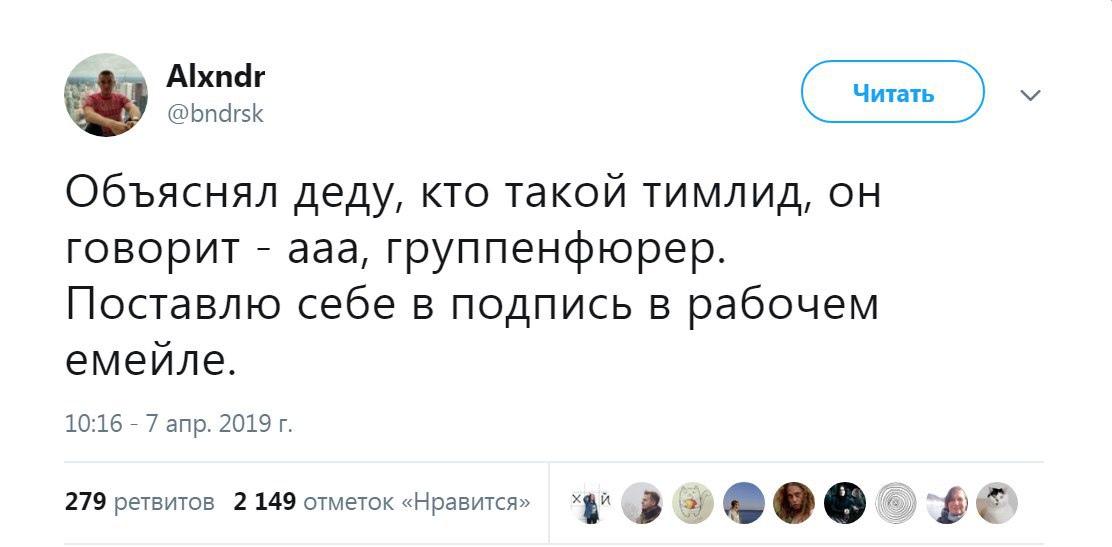 Alxndr
@bndrsk
Читать
Объяснял деду, кто такой тимлид, он
говорит - ааа, группенфюрер.
Поставлю себе в подпись в рабочем
емейле.
10:16 - 7 апр. 2019 г.
279 ретвитов 2 149 отметок «Нравится»